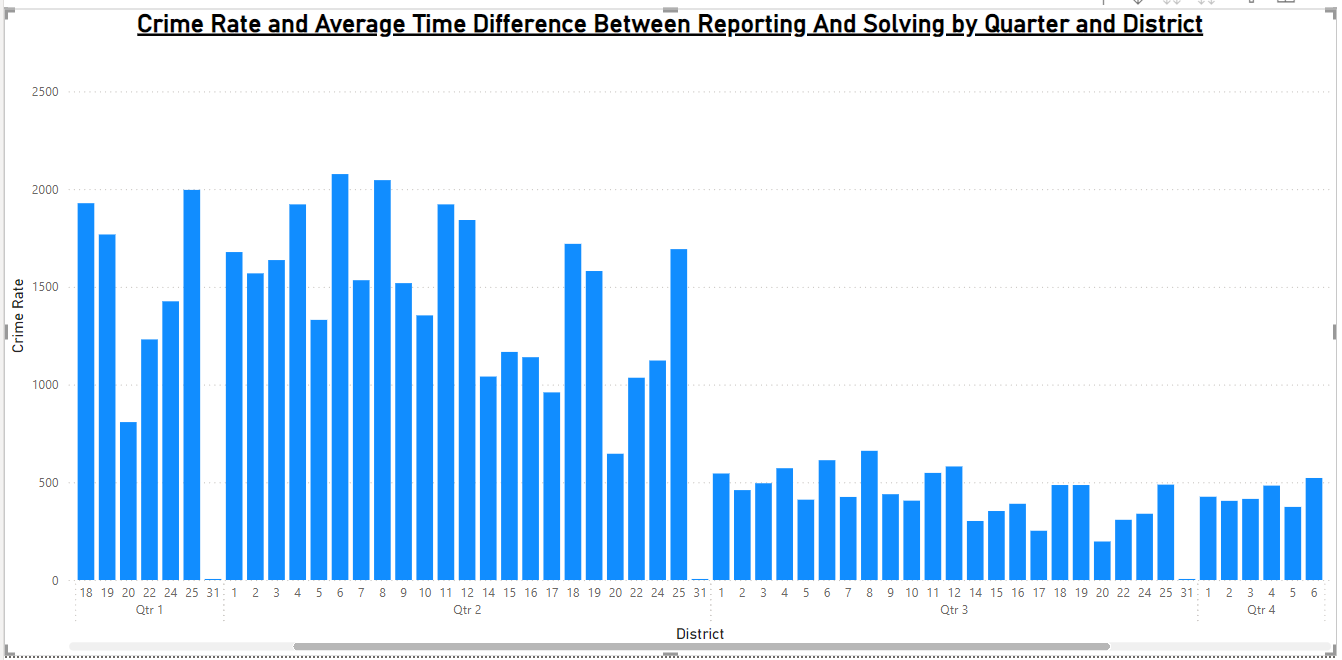 Crime Rate and Average Time Difference Between Reporting And Solving by Quarter and District
2500
2000
1500
1000
500
0
Crime Rate
18 19 20 22 24 25 31 1 2 3 4 5 6 7 8 9 10 11 12 14 15 16 17 18 19 20 22 24 25 31 1 2 3 4 5 6 7 8 9 10 11 12 14 15 16 17 18 19 20 22 24 25 31 1 2 3 4 5 6
Qtr 1 Qtr 2 Qtr 3 Qtr 4
District